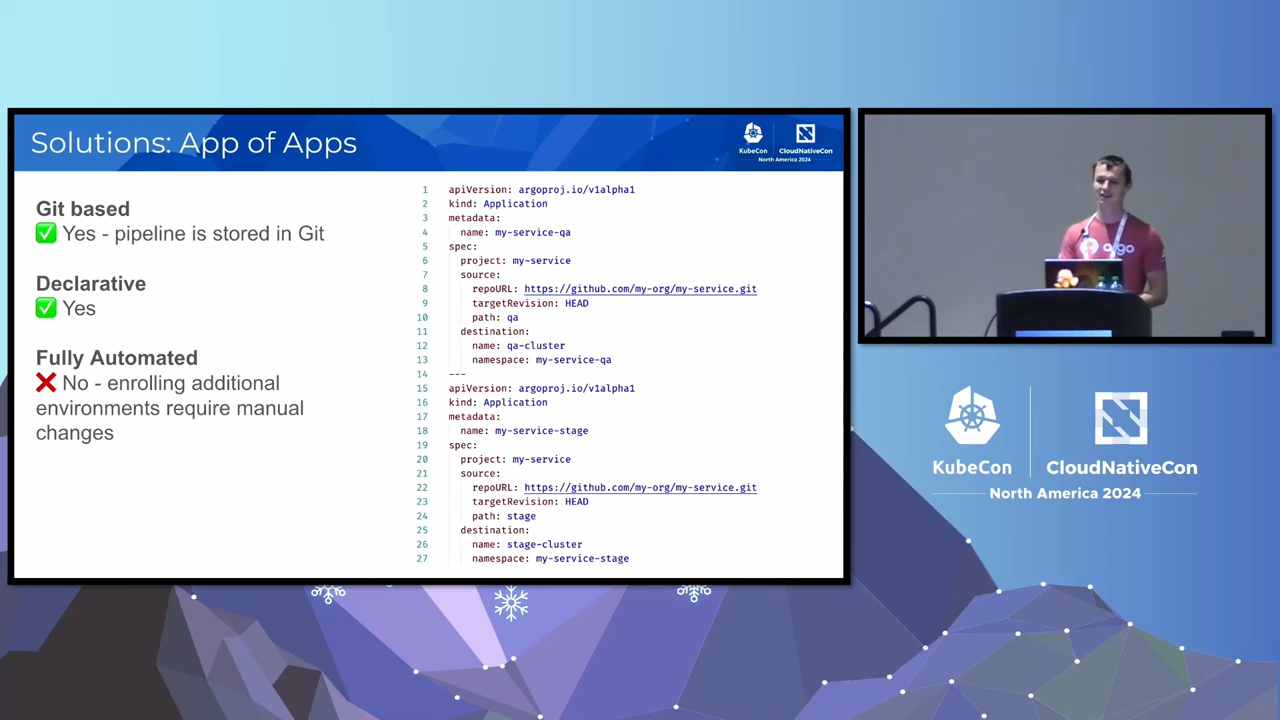 Solutions: App of Apps
KubeCon
CloudNativeCon
North America 2024
Git based
✅ Yes - pipeline is stored in Git
Declarative
✅ Yes
Fully Automated
❌ No - enrolling additional
environments require manual
changes
1 apiVersion: argoproj.io/v1alpha1
2 kind: Application
3 metadata:
4 name: my-service-qa
5 spec:
6 project: my-service
7 source:
8 repoURL: https://github.com/my-org/my-service.git
9 targetRevision: HEAD
10 path: qa
11 destination:
12 name: qa-cluster
13 namespace: my-service-qa
14 ---
15 apiVersion: argoproj.io/v1alpha1
16 kind: Application
17 metadata:
18 name: my-service-stage
19 spec:
20 project: my-service
21 source:
22 repoURL: https://github.com/my-org/my-service.git
23 targetRevision: HEAD
24 path: stage
25 destination:
26 name: stage-cluster
27 namespace: my-service-stage
argo
KubeCon
CloudNativeCon
North America 2024